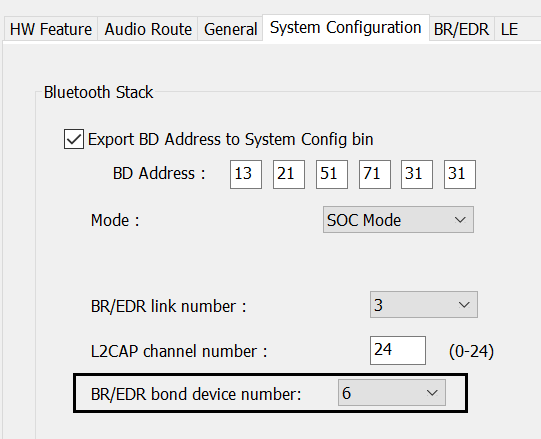 HW Feature Audio Route General System Configuration BR/EDR LE
Bluetooth Stack
Export BD Address to System Config bin
BD Address : 13 21 51 71 31 31
Mode : SOC Mode
BR/EDR link number : 3
L2CAP channel number : 24 (0-24)
BR/EDR bond device number: 6